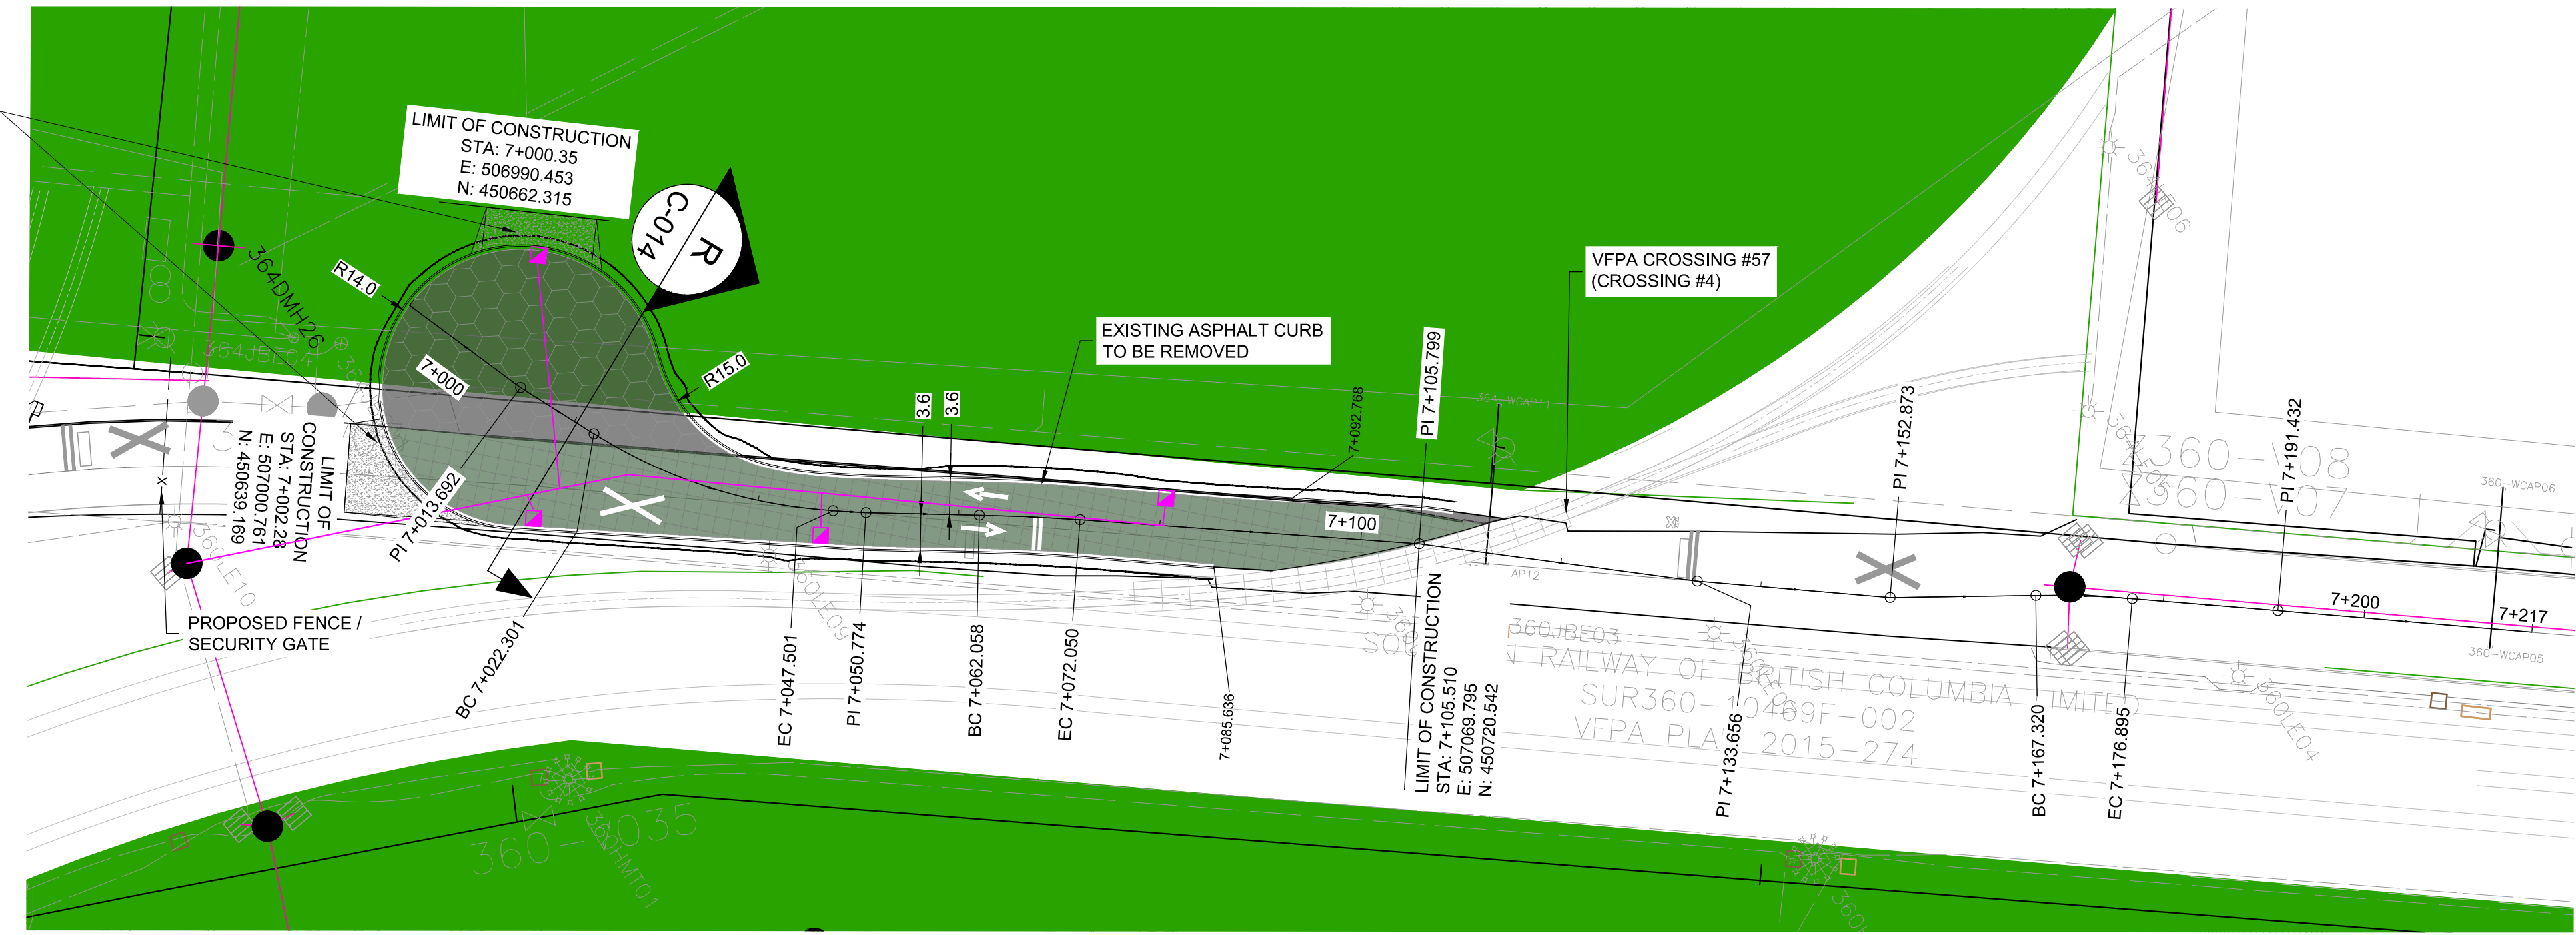 LIMIT OF CONSTRUCTION
STA: 7+000.35
E: 506990.453
N: 450662.315
R
C-014
R14.0
364DMH26
364JBE04
7+000
R15.0
EXISTING ASPHALT CURB
TO BE REMOVED
VFPA CROSSING #57
(CROSSING #4)
3.6
3.6
7+092.768
PI 7+105.799
364-WCAP11
PI 7+152.873
PI 7+191.432
360-WCAP06
LIMIT OF
CONSTRUCTION
STA: 7+002.28
E: 507000.761
N: 450639.169
X
PI 7+013.692
7+100
AP12
7+200
7+217
360-WCAP05
PROPOSED FENCE /
SECURITY GATE
360LE09
BC 7+022.301
EC 7+047.501
PI 7+050.774
BC 7+062.058
EC 7+072.050
7+085.636
LIMIT OF CONSTRUCTION
STA: 7+105.510
E: 507069.795
N: 450720.542
360JBE03
RAILWAY OF BRITISH COLUMBIA LIMITED
SUR360-10469F-002
VFPA PLAN 2015-274
PI 7+133.656
BC 7+167.320
EC 7+176.895
360LE04